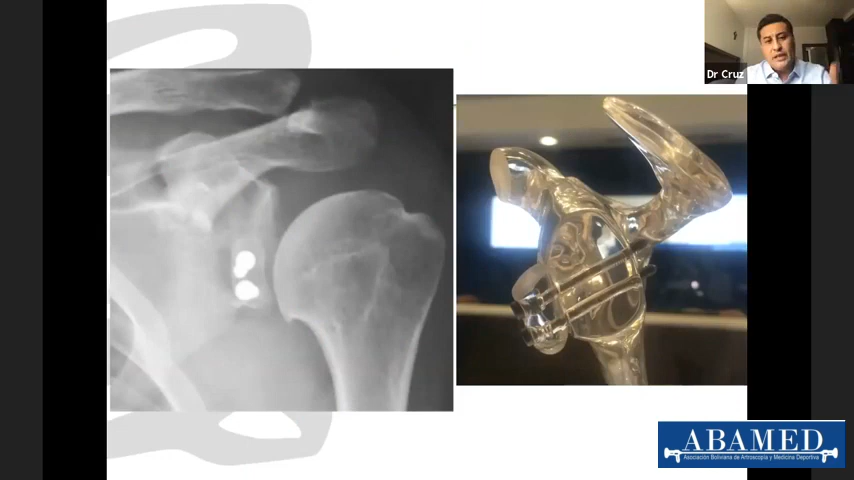 Dr Cruz
ABAMED
Asociación Boliviana de Artroscopía y Medicina Deportiva